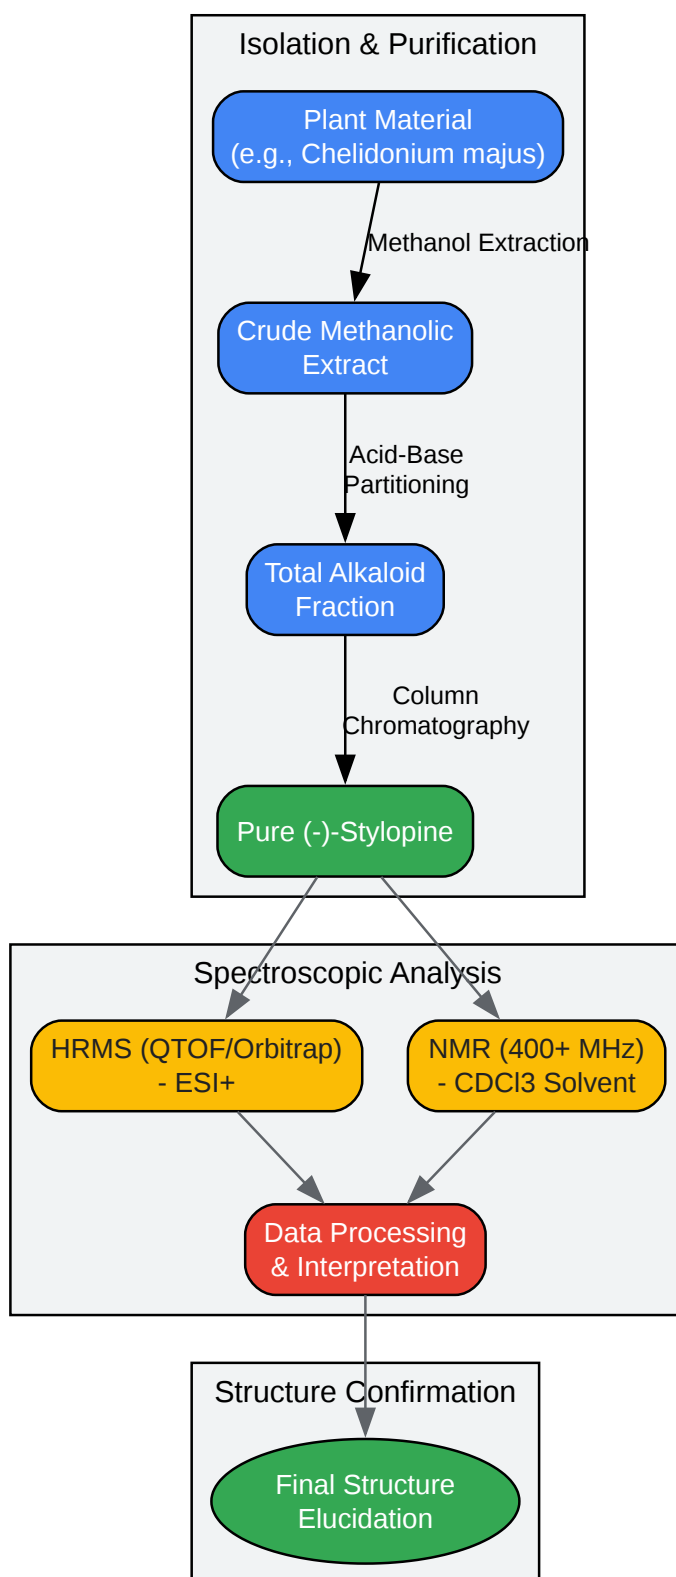 Isolation & Purification
Plant Material
(e.g., Chelidonium majus)
Methanol Extraction
Crude Methanolic
Extract
Acid-Base
Partitioning
Total Alkaloid
Fraction
Column
Chromatography
Pure (-)-Stylopine
Spectroscopic Analysis
HRMS (QTOF/Orbitrap)
- ESI+
NMR (400+ MHz)
- CDCl3 Solvent
Data Processing
& Interpretation
Structure Confirmation
Final Structure
Elucidation